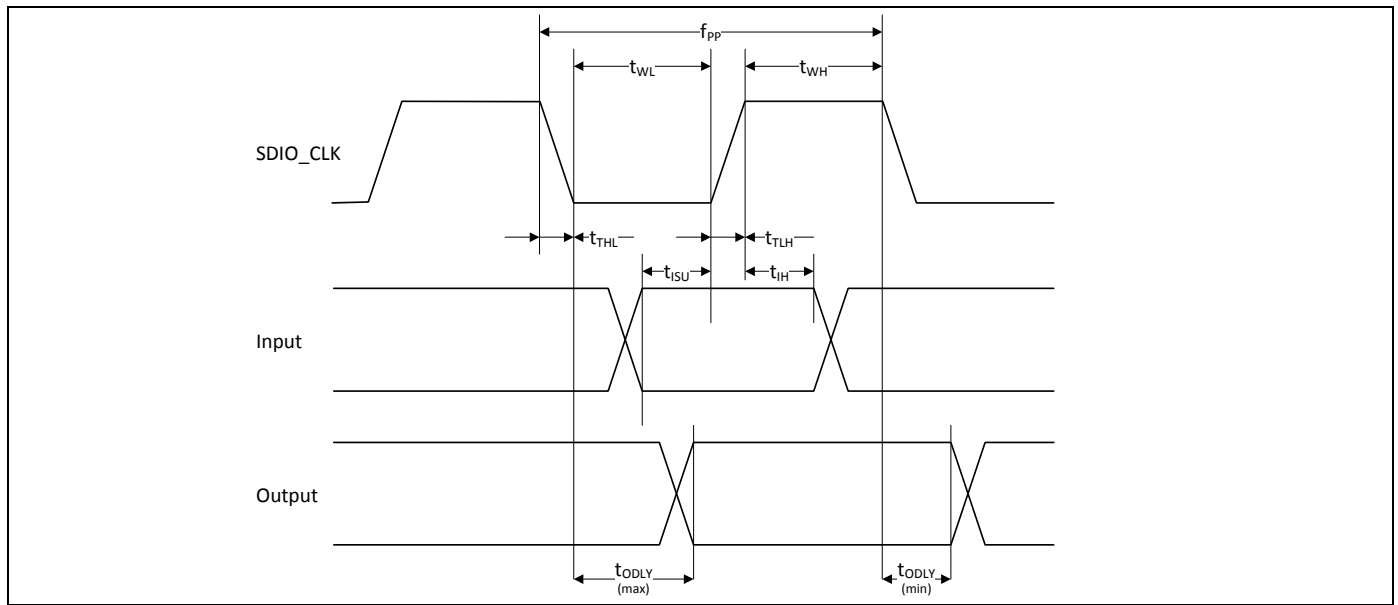 fPP
tWL
tWH
SDIO_CLK
tTHL
tTLH
tISU
tIH
Input
Output
tODLY
(max)
tODLY
(min)